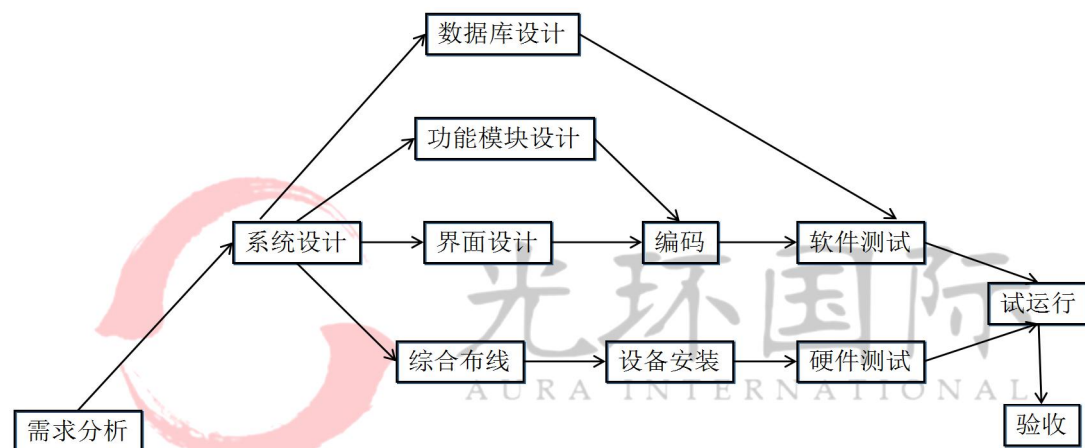 数据库设计
功能模块设计
系统设计
界面设计
编码
软件测试
光环国际
试运行
综合布线
设备安装
硬件测试
AURA INTERNATIONAL
需求分析
验收